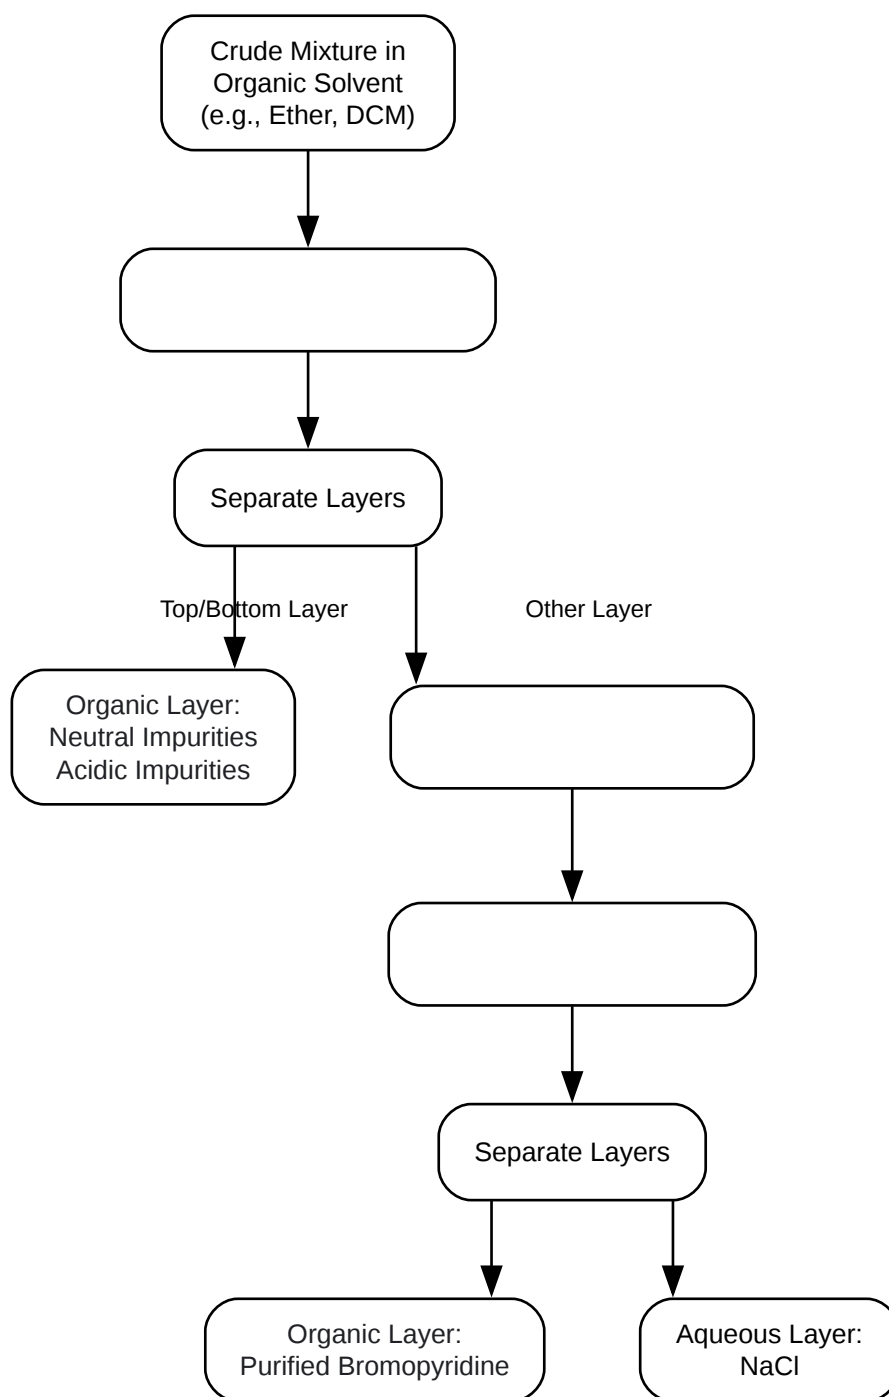 Crude Mixture in
Organic Solvent
(e.g., Ether, DCM)
Separate Layers
Top/Bottom Layer
Other Layer
Organic Layer:
Neutral Impurities
Acidic Impurities
Separate Layers
Organic Layer:
Purified Bromopyridine
Aqueous Layer:
NaCl